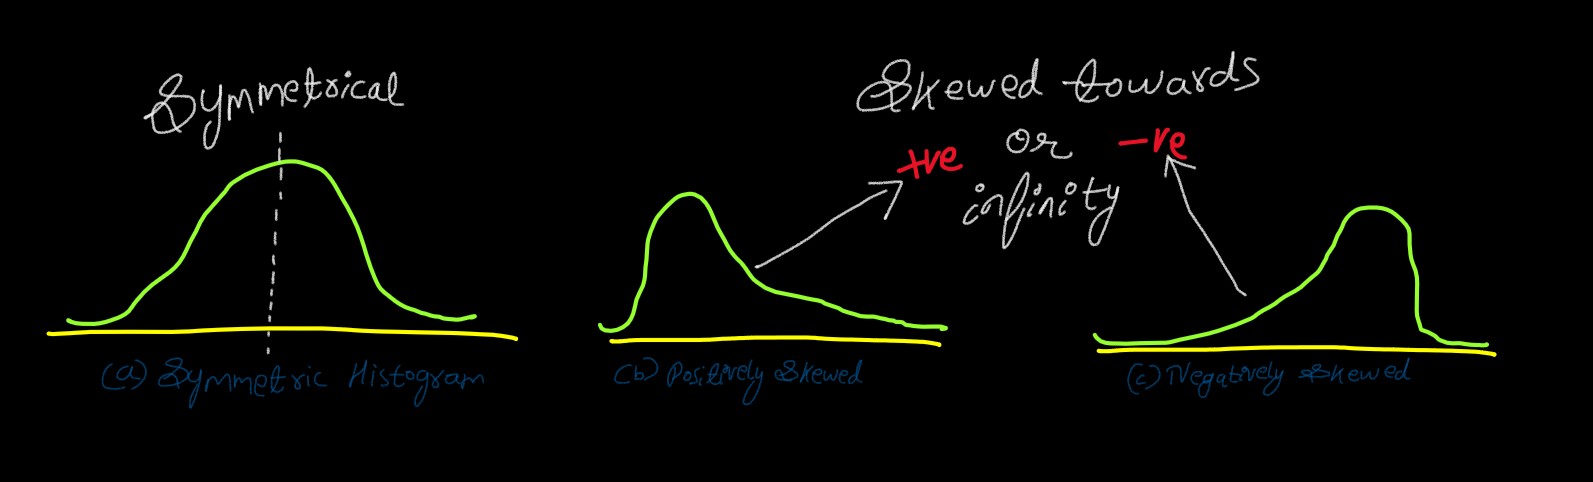 Symmetrical
Skewed towards
+ve or -ve
infinity
(a) Symmetric Histogram
(b) Positively Skewed
(c) Negatively Skewed